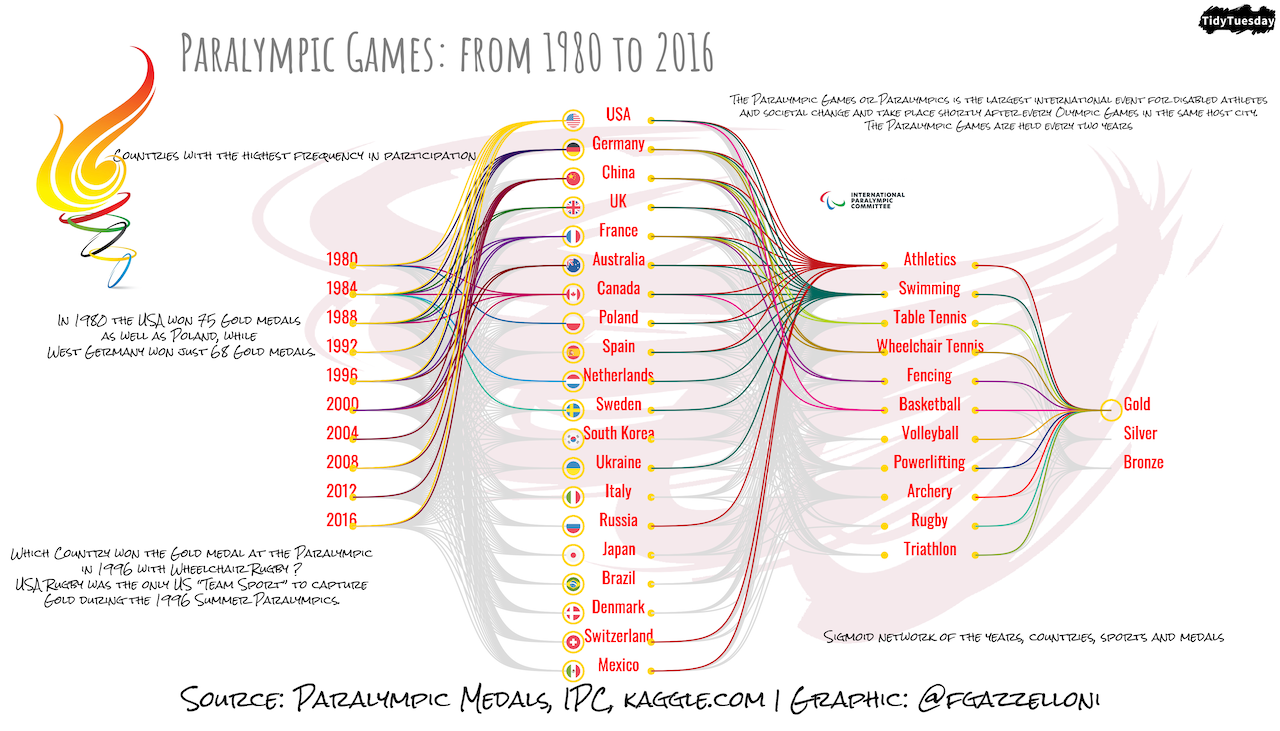 TidyTuesday
Paralympic Games: from 1980 to 2016
The Paralympic Games or Paralympics is the largest international event for disabled athletes
and societal change and take place shortly after every Olympic Games in the same host city.
The Paralympic Games are held every two years
Countries with the highest frequency in participation
INTERNATIONAL
PARALYMPIC
COMMITTEE
1980
1984
1988
1992
1996
2000
2004
2008
2012
2016
In 1980 the USA won 75 Gold medals
as well as Poland, while
West Germany won just 68 Gold medals.
Which Country won the Gold medal at the Paralympic
in 1996 with Wheelchair Rugby ?
USA Rugby was the only US "Team Sport" to capture
Gold during the 1996 Summer Paralympics.
USA
Germany
China
UK
France
Australia
Canada
Poland
Spain
Netherlands
Sweden
South Korea
Ukraine
Italy
Russia
Japan
Brazil
Denmark
Switzerland
Mexico
Athletics
Swimming
Table Tennis
Wheelchair Tennis
Fencing
Basketball
Volleyball
Powerlifting
Archery
Rugby
Triathlon
Gold
Silver
Bronze
Sigmoid network of the years, countries, sports and medals
Source: Paralympic Medals, IPC, kaggle.com | Graphic: @fgazzelloni